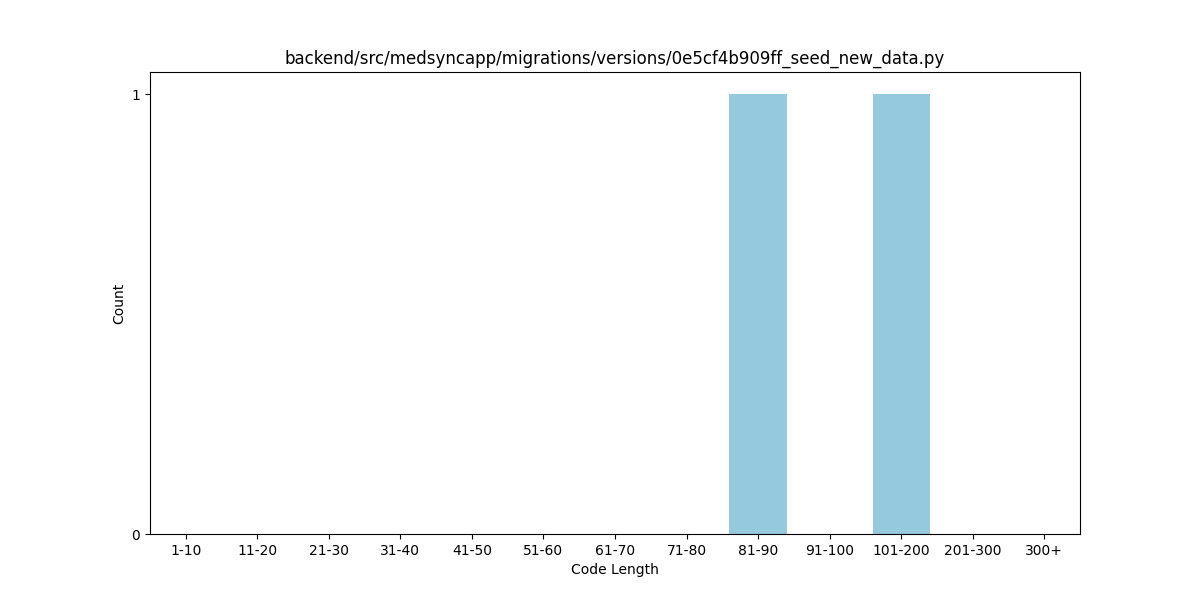 backend/src/medsyncapp/migrations/versions/0e5cf4b909ff_seed_new_data.py
1
Count
0
1-10 11-20 21-30 31-40 41-50 51-60 61-70 71-80 81-90 91-100 101-200 201-300 300+
Code Length